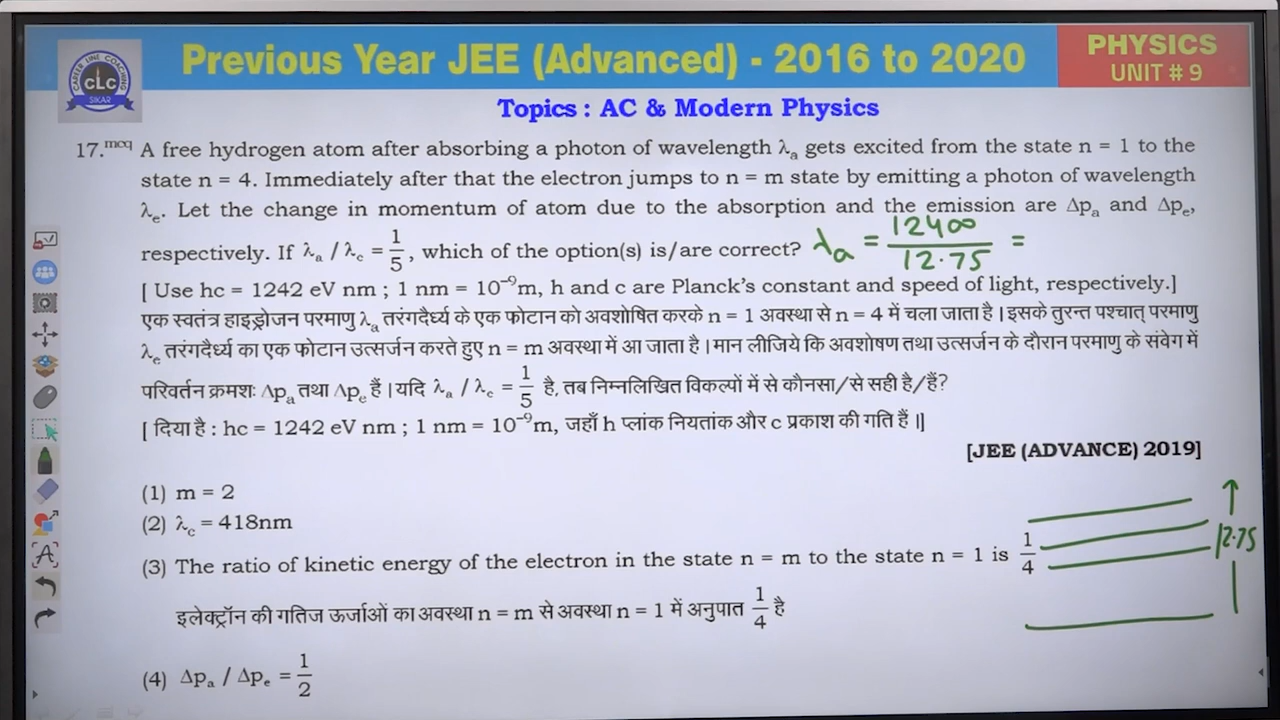 CAREER LINE COACHING
CLC
SIKAR
Previous Year JEE (Advanced) - 2016 to 2020
PHYSICS
UNIT # 9
Topics : AC & Modern Physics
17.mcq A free hydrogen atom after absorbing a photon of wavelength λa gets excited from the state n = 1 to the
state n = 4. Immediately after that the electron jumps to n = m state by emitting a photon of wavelength
λe. Let the change in momentum of atom due to the absorption and the emission are Δpa and Δpe,
respectively. If λa / λe = 1/5, which of the option(s) is/are correct? λa = 12400/12.75 =
[ Use hc = 1242 eV nm ; 1 nm = 10⁻⁹m, h and c are Planck's constant and speed of light, respectively.]
एक स्वतंत्र हाइड्रोजन परमाणु λa तरंगदैर्ध्य के एक फोटान को अवशोषित करके n = 1 अवस्था से n = 4 में चला जाता है। इसके तुरन्त पश्चात् परमाणु
λe तरंगदैर्ध्य का एक फोटान उत्सर्जन करते हुए n = m अवस्था में आ जाता है। मान लीजिये कि अवशोषण तथा उत्सर्जन के दौरान परमाणु के संवेग में
परिवर्तन क्रमशः Δpa तथा Δpe हैं। यदि λa / λe = 1/5 है, तब निम्नलिखित विकल्पों में से कौनसा/से सही है/हैं?
[ दिया है : hc = 1242 eV nm ; 1 nm = 10⁻⁹m, जहाँ h प्लांक नियतांक और c प्रकाश की गति हैं ।]
[JEE (ADVANCE) 2019]
(1) m = 2
(2) λe = 418nm
(3) The ratio of kinetic energy of the electron in the state n = m to the state n = 1 is 1/4
12.75
इलेक्ट्रॉन की गतिज ऊर्जाओं का अवस्था n = m से अवस्था n = 1 में अनुपात 1/4 है
(4) Δpa / Δpe = 1/2